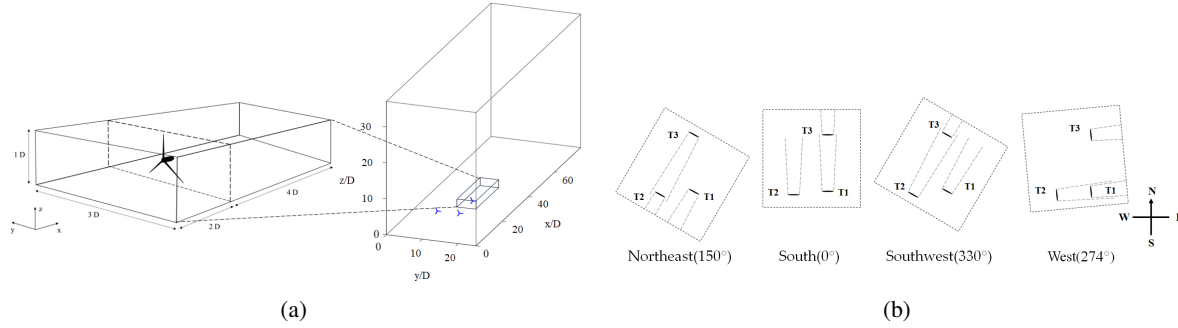 1 D
3 D
2 D
4 D
z
y
x
z/D
30
20
10
0
0
10
20
y/D
0
20
40
60
x/D
(a)
T3
T2
T1
Northeast(150°)
T3
T2
T1
South(0°)
T3
T2
T1
Southwest(330°)
T3
T2
T1
West(274°)
N
W
S
(b)